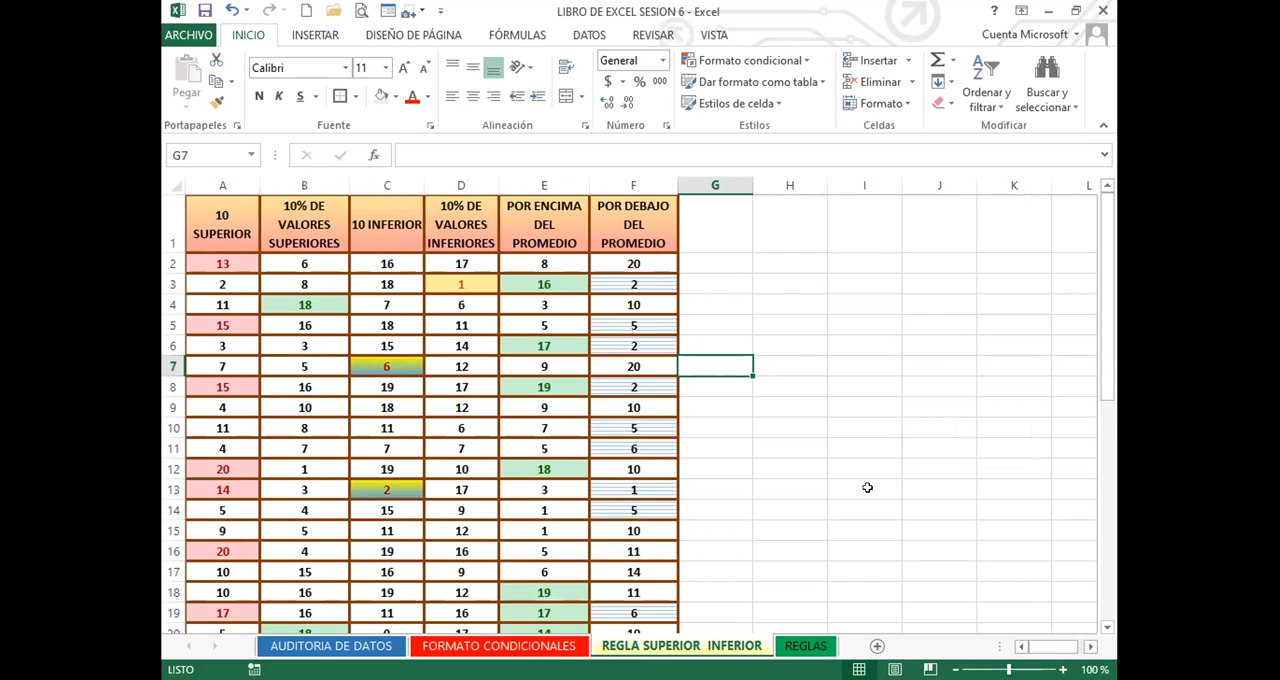 LIBRO DE EXCEL SESION 6 - Excel
?
ARCHIVO INICIO INSERTAR DISEÑO DE PÁGINA FÓRMULAS DATOS REVISAR VISTA Cuenta Microsoft
Pegar
Calibri 11
N K S
General
$ % 000
Formato condicional
Dar formato como tabla
Estilos de celda
Insertar
Eliminar
Formato
Ordenar y
filtrar
Buscar y
seleccionar
Portapapeles Fuente Alineación Número Estilos Celdas Modificar
G7 fx
A B C D E F G H I J K L
1 10 SUPERIOR 10% DE VALORES SUPERIORES 10 INFERIOR 10% DE VALORES INFERIORES POR ENCIMA DEL PROMEDIO POR DEBAJO DEL PROMEDIO
2 13 6 16 17 8 20
3 2 8 18 1 16 2
4 11 18 7 6 3 10
5 15 16 18 11 5 5
6 3 3 15 14 17 2
7 7 5 6 12 9 20
8 15 16 19 17 19 2
9 4 10 18 12 9 10
10 11 8 11 6 7 5
11 4 7 7 7 5 6
12 20 1 19 10 18 10
13 14 3 2 17 3 1
14 5 4 15 9 1 5
15 9 5 11 12 1 10
16 20 4 19 16 5 11
17 10 15 16 9 6 14
18 10 16 19 12 19 11
19 17 16 11 16 17 6
AUDITORIA DE DATOS FORMATO CONDICIONALES REGLA SUPERIOR INFERIOR REGLAS
LISTO 100 %